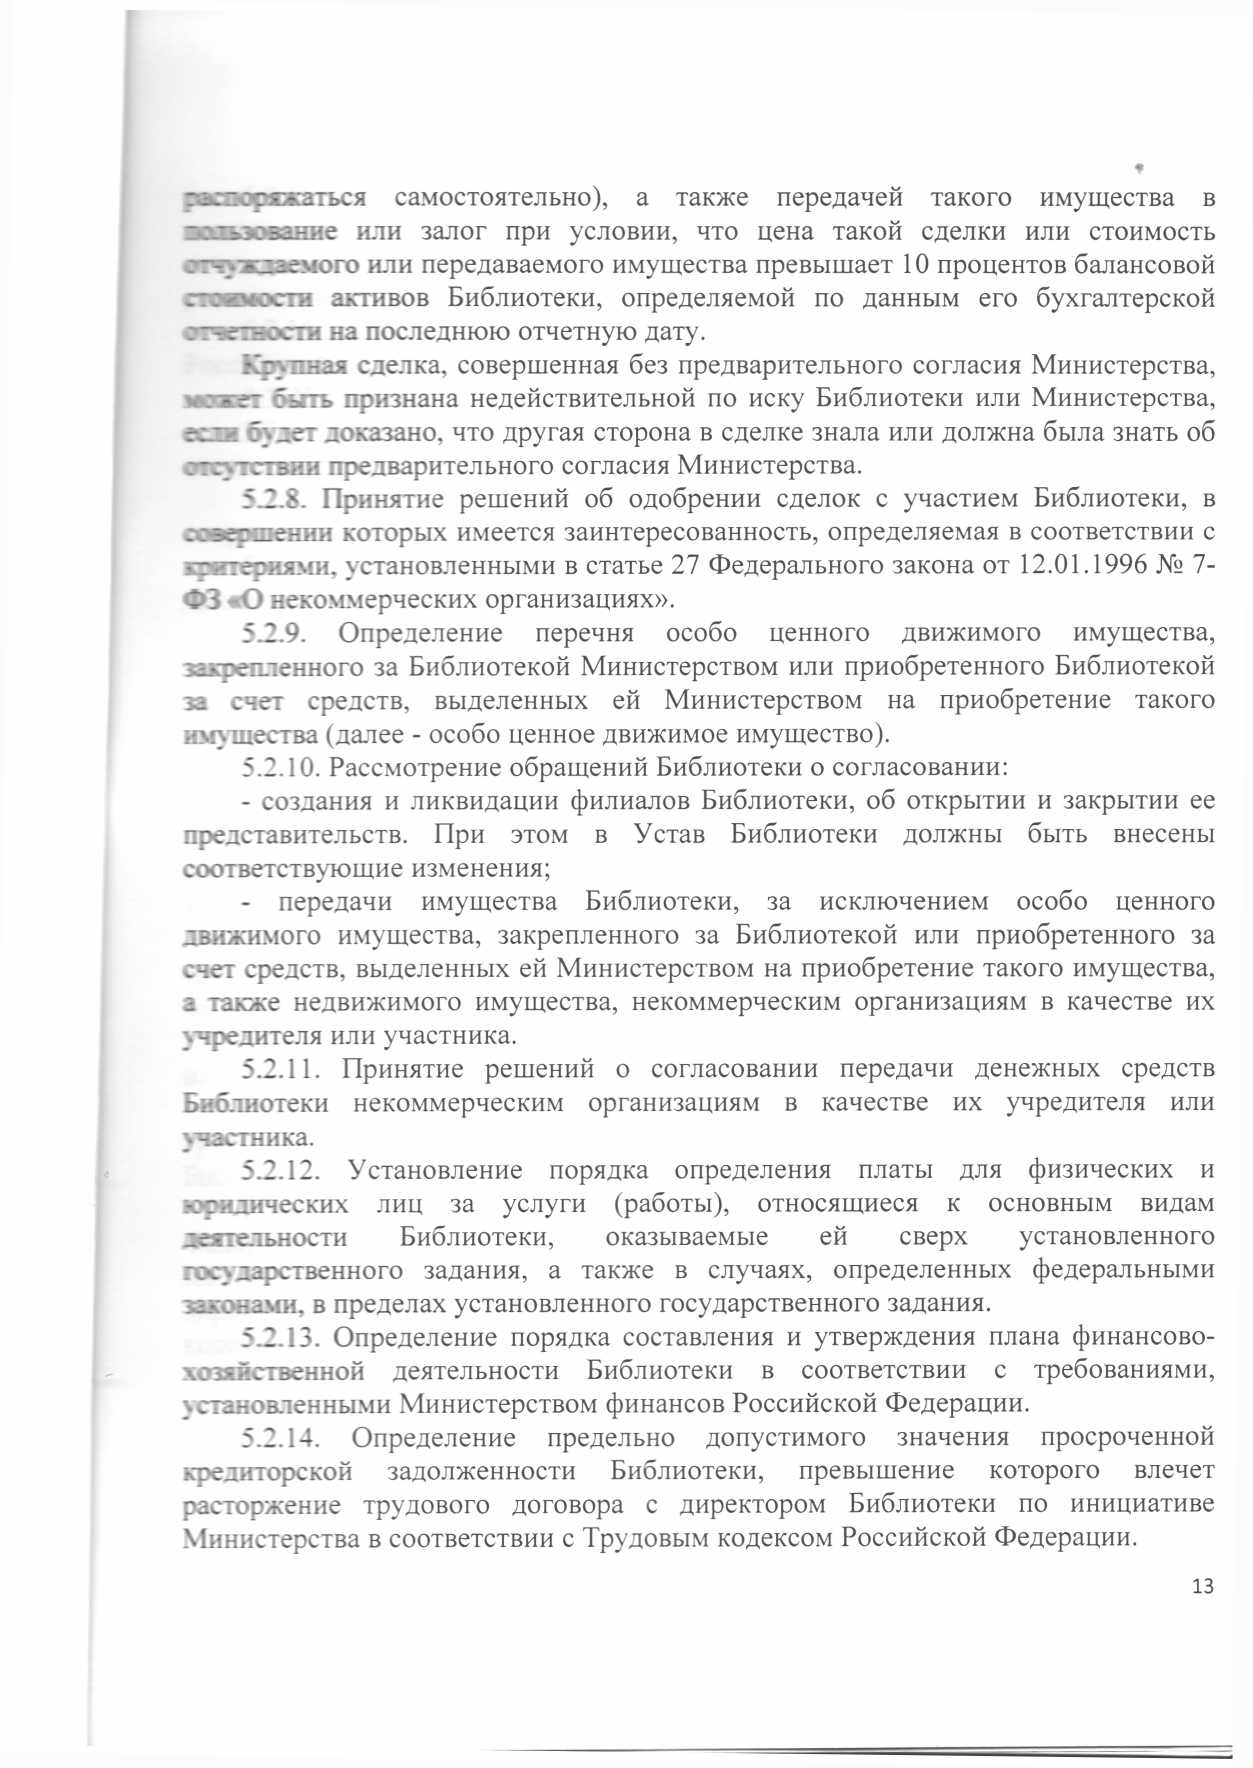 распоряжаться самостоятельно), а также передачей такого имущества в
пользование или залог при условии, что цена такой сделки или стоимость
отчуждаемого или передаваемого имущества превышает 10 процентов балансовой
стоимости активов Библиотеки, определяемой по данным его бухгалтерской
отчетности на последнюю отчетную дату.
Крупная сделка, совершенная без предварительного согласия Министерства,
может быть признана недействительной по иску Библиотеки или Министерства,
если будет доказано, что другая сторона в сделке знала или должна была знать об
отсутствии предварительного согласия Министерства.
5.2.8. Принятие решений об одобрении сделок с участием Библиотеки, в
совершении которых имеется заинтересованность, определяемая в соответствии с
критериями, установленными в статье 27 Федерального закона от 12.01.1996 № 7-
ФЗ «О некоммерческих организациях».
5.2.9. Определение перечня особо ценного движимого имущества,
закрепленного за Библиотекой Министерством или приобретенного Библиотекой
за счет средств, выделенных ей Министерством на приобретение такого
имущества (далее - особо ценное движимое имущество).
5.2.10. Рассмотрение обращений Библиотеки о согласовании:
- создания и ликвидации филиалов Библиотеки, об открытии и закрытии ее
представительств. При этом в Устав Библиотеки должны быть внесены
соответствующие изменения;
- передачи имущества Библиотеки, за исключением особо ценного
движимого имущества, закрепленного за Библиотекой или приобретенного за
счет средств, выделенных ей Министерством на приобретение такого имущества,
а также недвижимого имущества, некоммерческим организациям в качестве их
учредителя или участника.
5.2.11. Принятие решений о согласовании передачи денежных средств
Библиотеки некоммерческим организациям в качестве их учредителя или
участника.
5.2.12. Установление порядка определения платы для физических и
юридических лиц за услуги (работы), относящиеся к основным видам
деятельности Библиотеки, оказываемые ей сверх установленного
государственного задания, а также в случаях, определенных федеральными
законами, в пределах установленного государственного задания.
5.2.13. Определение порядка составления и утверждения плана финансово-
хозяйственной деятельности Библиотеки в соответствии с требованиями,
установленными Министерством финансов Российской Федерации.
5.2.14. Определение предельно допустимого значения просроченной
кредиторской задолженности Библиотеки, превышение которого влечет
расторжение трудового договора с директором Библиотеки по инициативе
Министерства в соответствии с Трудовым кодексом Российской Федерации.
13